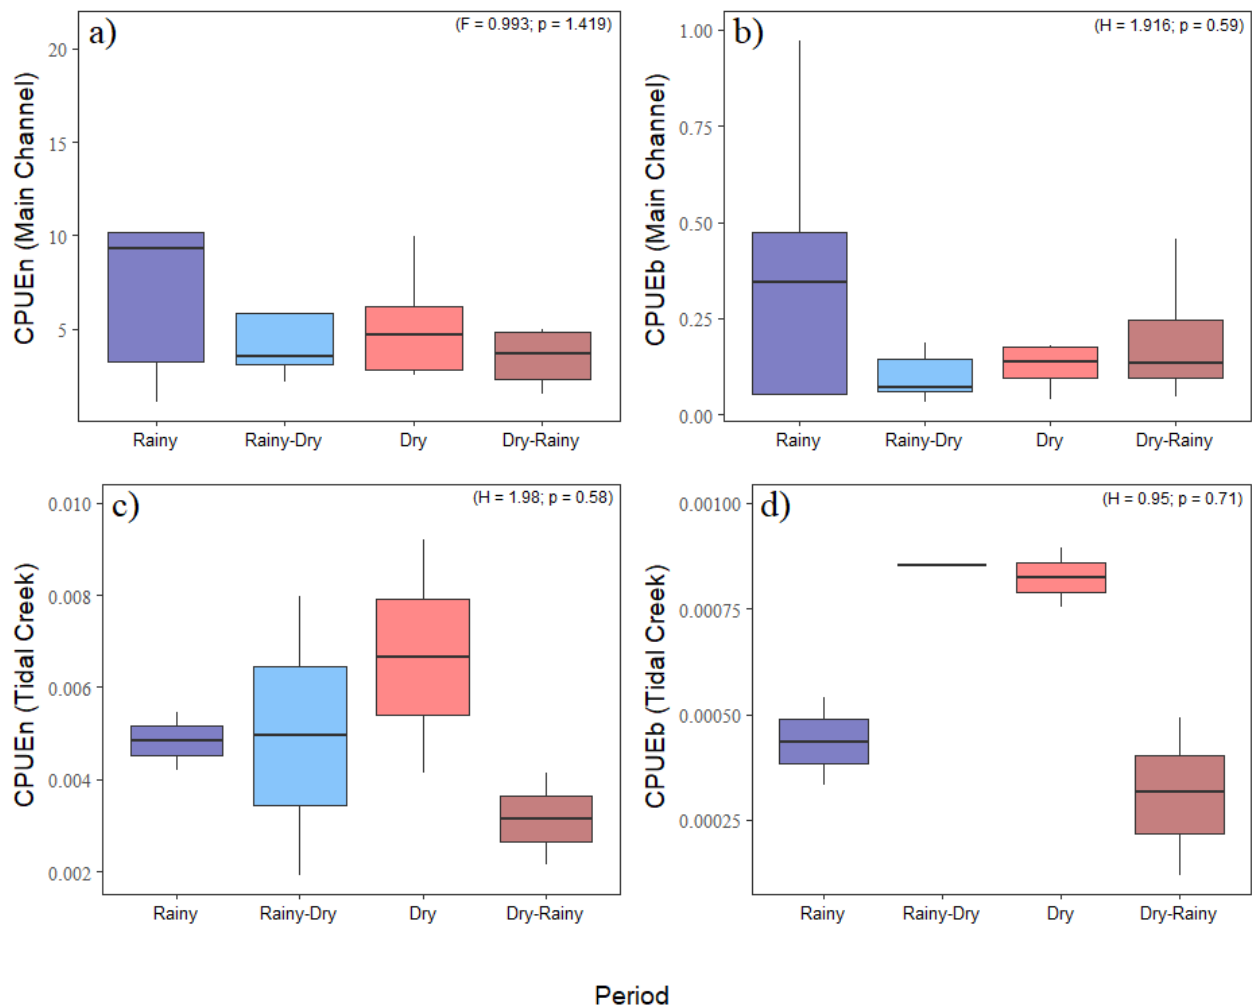 a)
(F = 0.993; p = 1.419)
CPUEn (Main Channel)
20
15
10
5
Rainy
Rainy-Dry
Dry
Dry-Rainy
b)
(H = 1.916; p = 0.59)
CPUEb (Main Channel)
1.00
0.75
0.50
0.25
0.00
Rainy
Rainy-Dry
Dry
Dry-Rainy
c)
(H = 1.98; p = 0.58)
CPUEn (Tidal Creek)
0.010
0.008
0.006
0.004
0.002
Rainy
Rainy-Dry
Dry
Dry-Rainy
d)
(H = 0.95; p = 0.71)
CPUEb (Tidal Creek)
0.00100
0.00075
0.00050
0.00025
Rainy
Rainy-Dry
Dry
Dry-Rainy
Period